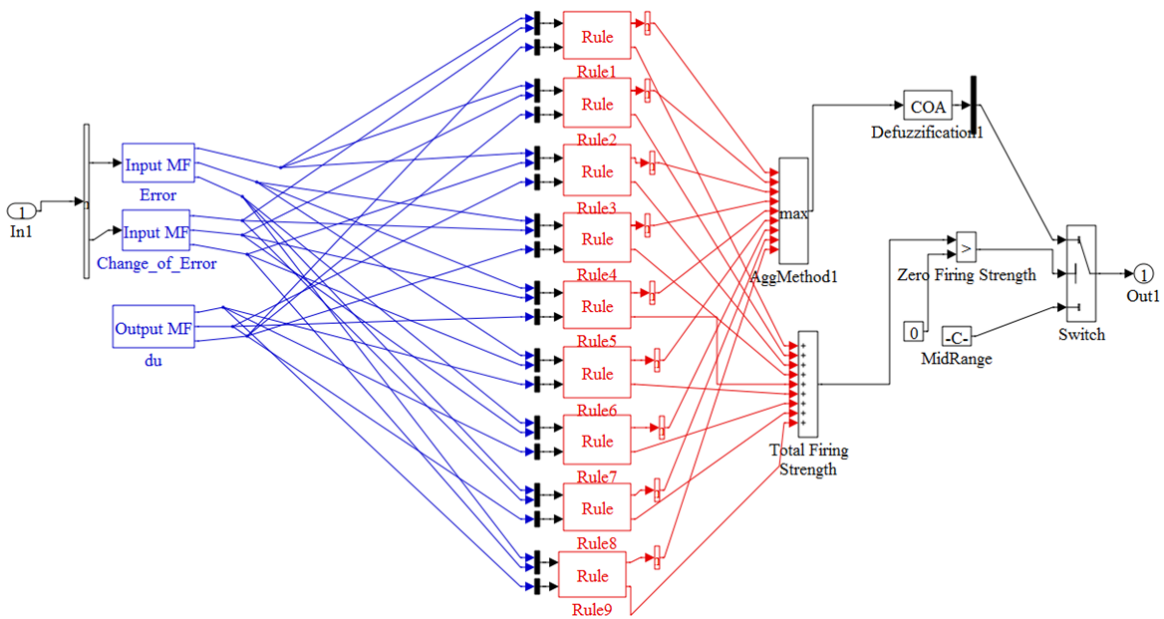 1
In1
Input MF
Error
Input MF
Change_of_Error
Output MF
du
Rule
Rule1
Rule
Rule2
Rule
Rule3
Rule
Rule4
Rule
Rule5
Rule
Rule6
Rule
Rule7
Rule
Rule8
Rule
Rule9
max
AggMethod1
+
+
+
+
+
+
+
+
+
Total Firing
Strength
COA
Defuzzification1
>
Zero Firing Strength
0
-C-
MidRange
Switch
1
Out1